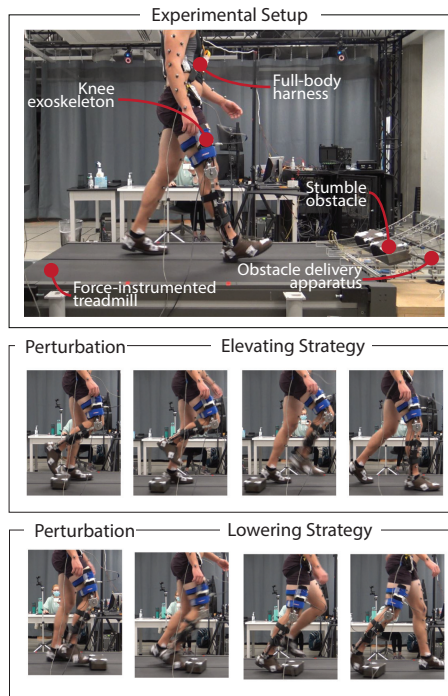 Experimental Setup
Knee
exoskeleton
Full-body
harness
Stumble
obstacle
Force-instrumented
treadmill
Obstacle delivery
apparatus
Perturbation
Elevating Strategy
Perturbation
Lowering Strategy